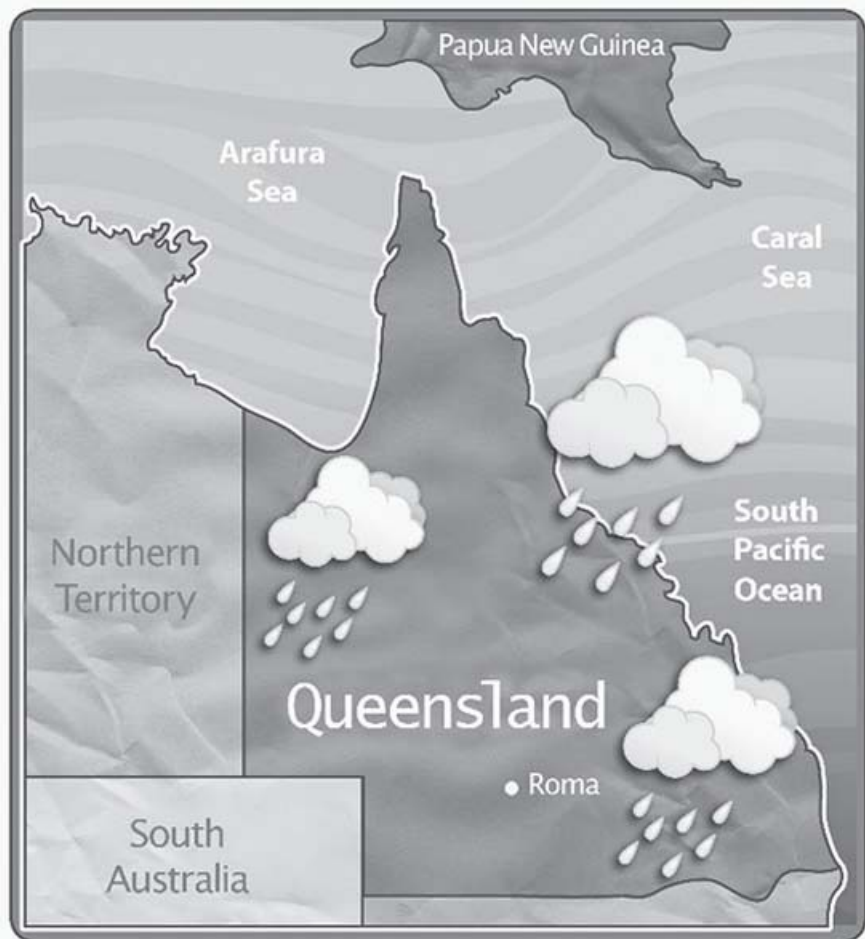 Papua New Guinea
Arafura
Sea
Caral
Sea
South
Pacific
Ocean
Northern
Territory
Queensland
Roma
South
Australia